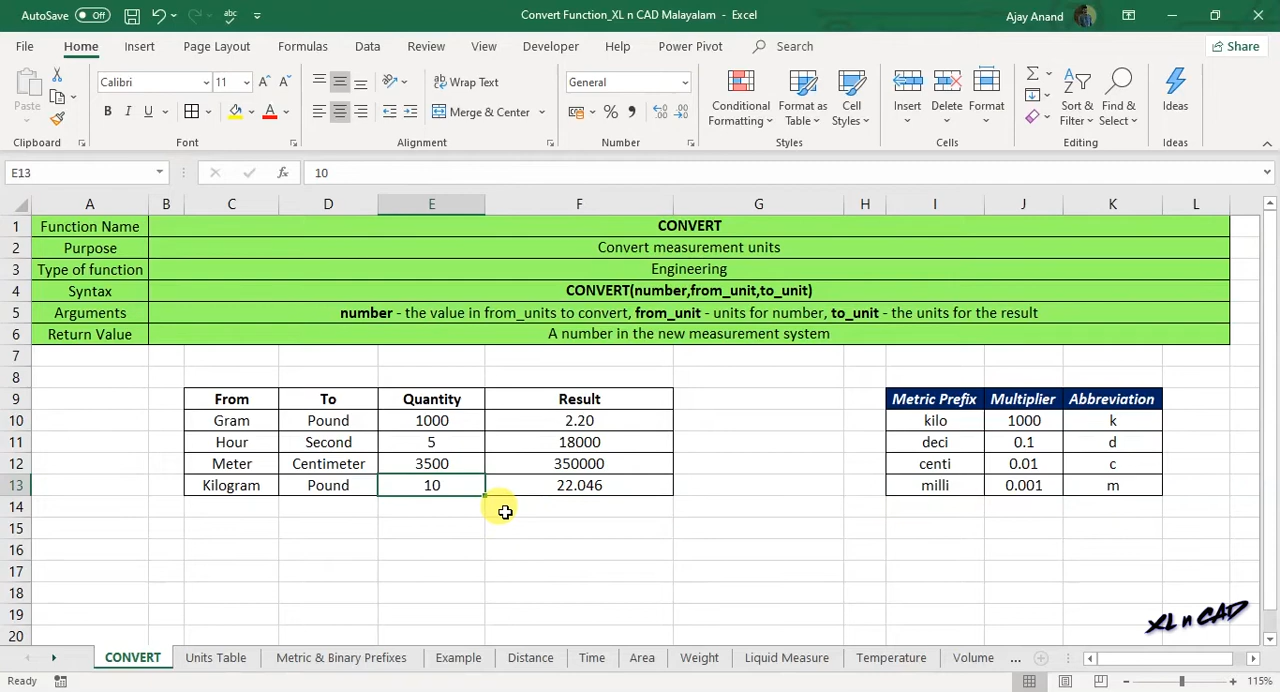 AutoSave Off
Convert Function_XL n CAD Malayalam - Excel
Ajay Anand
File Home Insert Page Layout Formulas Data Review View Developer Help Power Pivot Search Share
Paste
Calibri 11
Wrap Text
General
B I U
Merge & Center
% ,
Conditional Formatting
Format as Table
Cell Styles
Insert Delete Format
Sort & Filter
Find & Select
Ideas
Clipboard Font Alignment Number Styles Cells Editing Ideas
E13 fx 10
A B C D E F G H I J K L
1 Function Name CONVERT
2 Purpose Convert measurement units
3 Type of function Engineering
4 Syntax CONVERT(number,from_unit,to_unit)
5 Arguments number - the value in from_units to convert, from_unit - units for number, to_unit - the units for the result
6 Return Value A number in the new measurement system
7
8
9 From To Quantity Result Metric Prefix Multiplier Abbreviation
10 Gram Pound 1000 2.20 kilo 1000 k
11 Hour Second 5 18000 deci 0.1 d
12 Meter Centimeter 3500 350000 centi 0.01 c
13 Kilogram Pound 10 22.046 milli 0.001 m
14
15
16
17
18
19
20
XL n CAD
CONVERT Units Table Metric & Binary Prefixes Example Distance Time Area Weight Liquid Measure Temperature Volume ...
Ready 115%